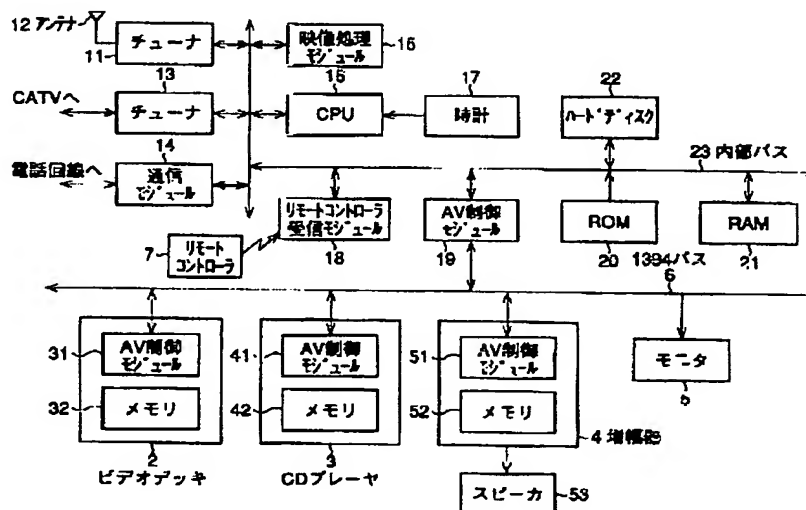 12 アンテナ
チューナ
11
映像処理
モジュール
16
13
CATVへ
チューナ
15
CPU
17
時計
22
ハードディスク
電話回線へ
14
通信
モジュール
23 内部バス
リモートコントローラ
受信モジュール
18
7
リモート
コントローラ
AV制御
モジュール
19
ROM
20
RAM
21
1394バス
6
31
AV制御
モジュール
32
メモリ
2
ビデオデッキ
41
AV制御
モジュール
42
メモリ
3
CDプレーヤ
51
AV制御
モジュール
52
メモリ
4 増幅器
スピーカ
53
モニタ
5